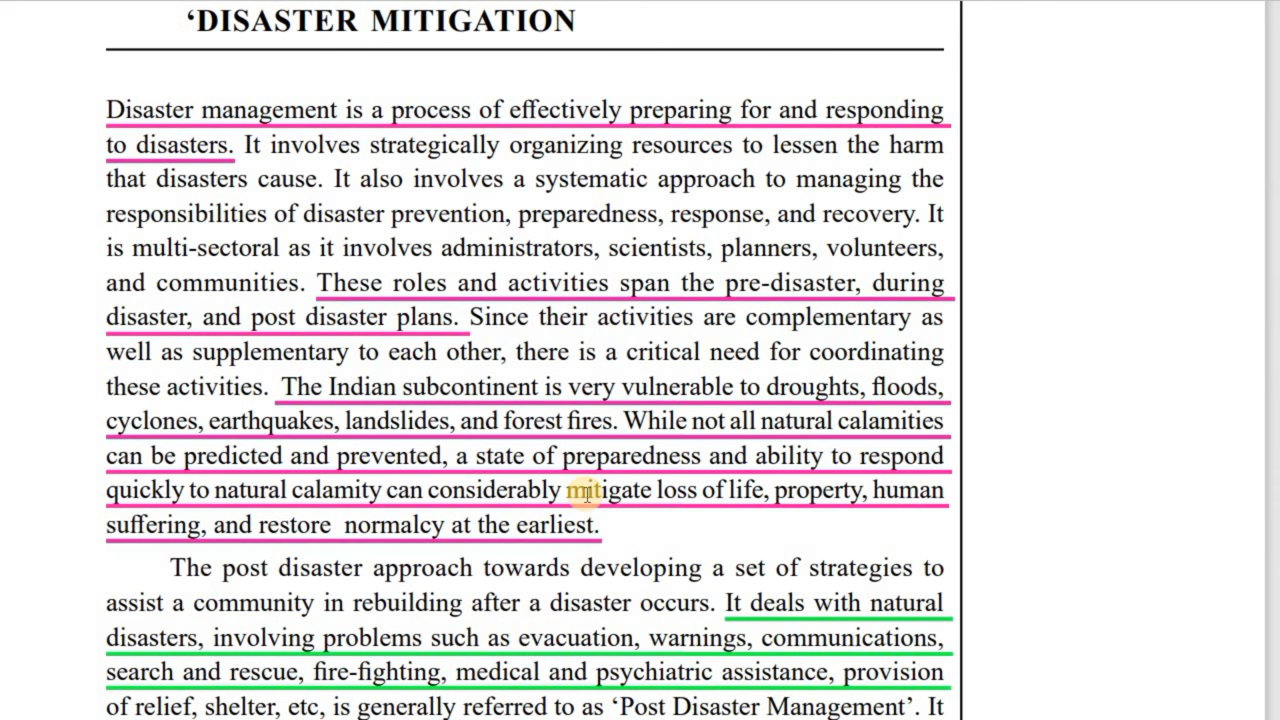 ‘DISASTER MITIGATION
Disaster management is a process of effectively preparing for and responding
to disasters. It involves strategically organizing resources to lessen the harm
that disasters cause. It also involves a systematic approach to managing the
responsibilities of disaster prevention, preparedness, response, and recovery. It
is multi-sectoral as it involves administrators, scientists, planners, volunteers,
and communities. These roles and activities span the pre-disaster, during
disaster, and post disaster plans. Since their activities are complementary as
well as supplementary to each other, there is a critical need for coordinating
these activities. The Indian subcontinent is very vulnerable to droughts, floods,
cyclones, earthquakes, landslides, and forest fires. While not all natural calamities
can be predicted and prevented, a state of preparedness and ability to respond
quickly to natural calamity can considerably mitigate loss of life, property, human
suffering, and restore normalcy at the earliest.
The post disaster approach towards developing a set of strategies to
assist a community in rebuilding after a disaster occurs. It deals with natural
disasters, involving problems such as evacuation, warnings, communications,
search and rescue, fire-fighting, medical and psychiatric assistance, provision
of relief, shelter, etc, is generally referred to as ‘Post Disaster Management’. It